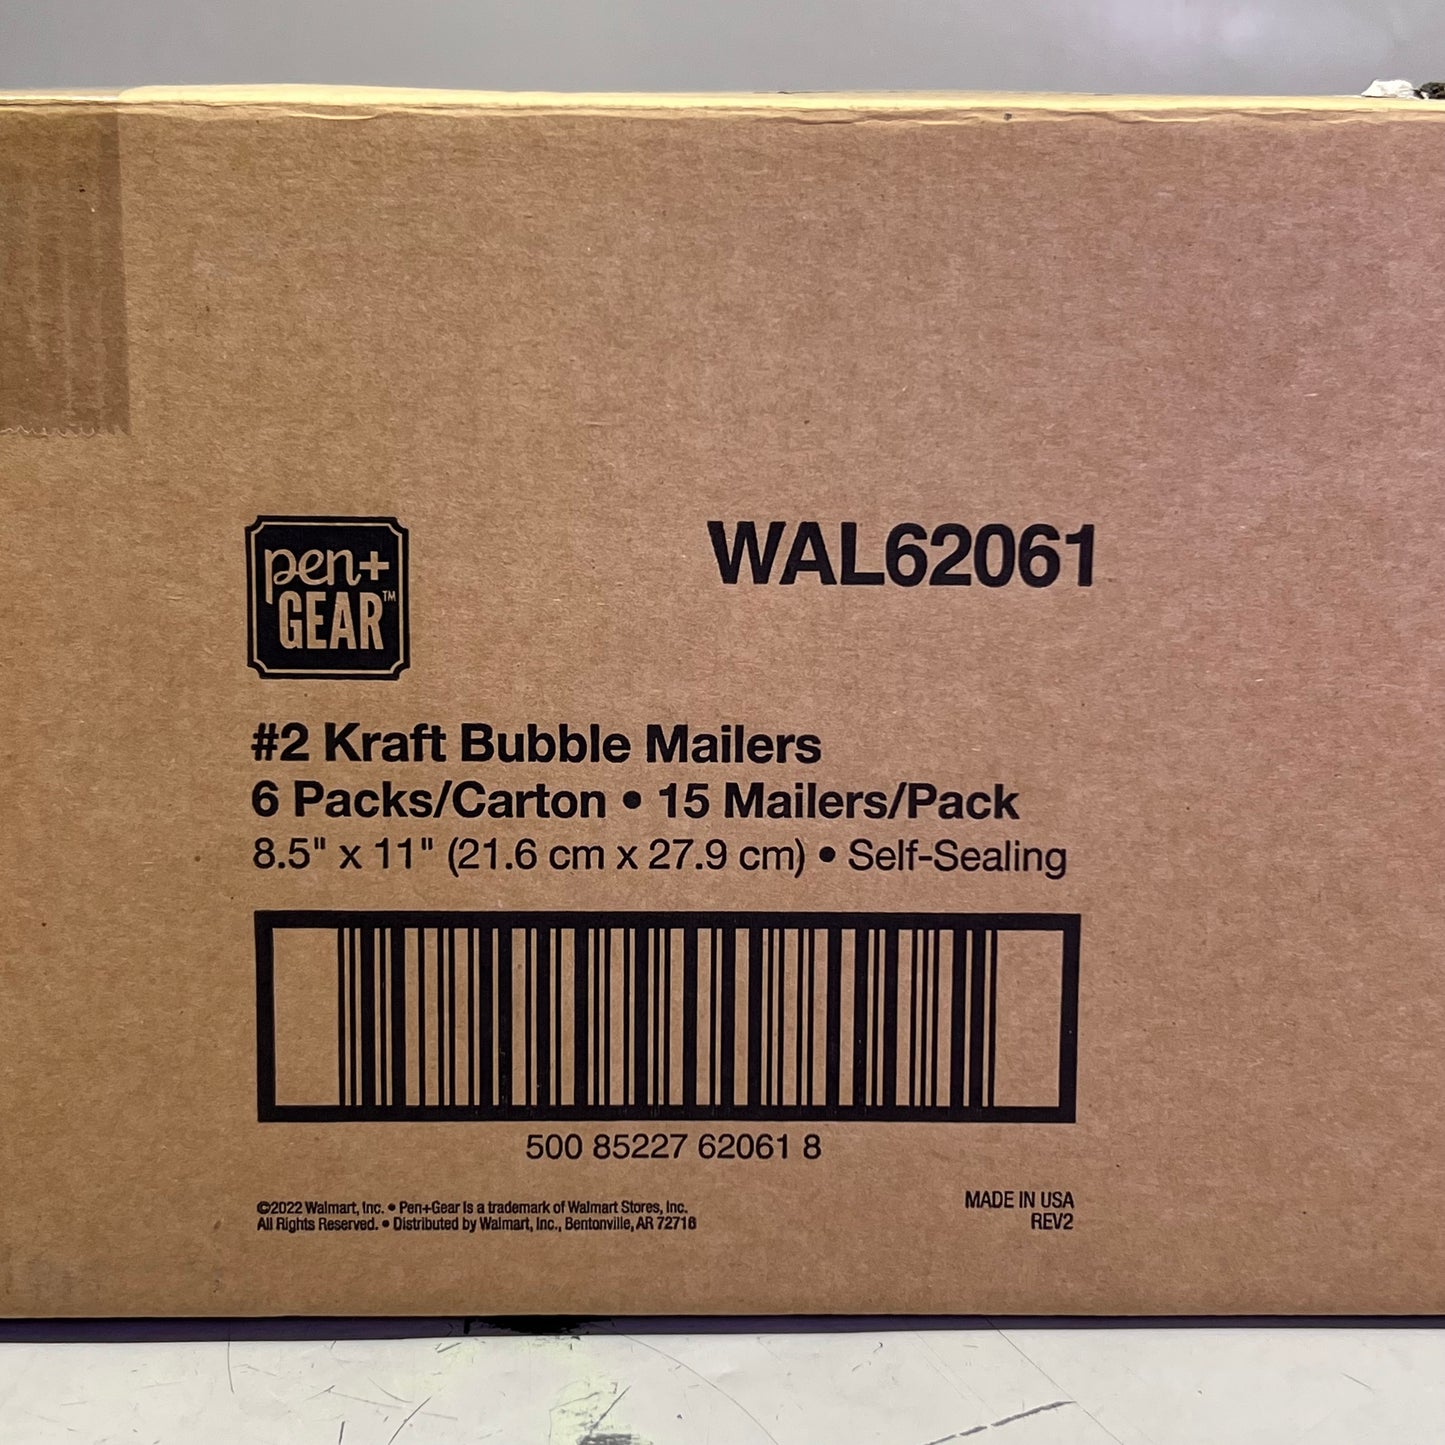 pen+
GEAR™
WAL62061
#2 Kraft Bubble Mailers
6 Packs/Carton • 15 Mailers/Pack
8.5" x 11" (21.6 cm x 27.9 cm) • Self-Sealing
500 85227 62061 8
©2022 Walmart, Inc. • Pen+Gear is a trademark of Walmart Stores, Inc.
All Rights Reserved. • Distributed by Walmart, Inc., Bentonville, AR 72716
MADE IN USA
REV2